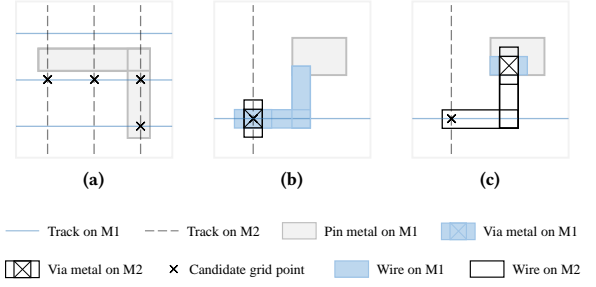 (a) (b) (c)
Track on M1 Track on M2 Pin metal on M1 Via metal on M1
Via metal on M2 Candidate grid point Wire on M1 Wire on M2